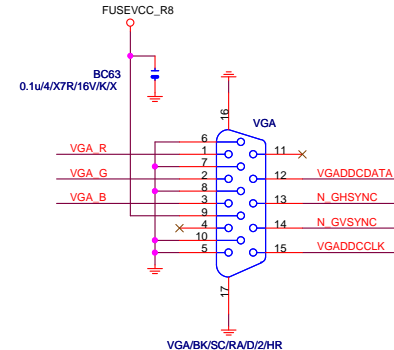 FUSEVCC_R8
BC63
0.1u/4/X7R/16V/K/X
16
VGA
6
VGA_R 1 11
7
VGA_G 2 12 VGADDCDATA
8
VGA_B 3 13 N_GHSYNC
9
4 14 N_GVSYNC
10
5 15 VGADDCCLK
17
VGA/BK/SC/RA/D/2/HR